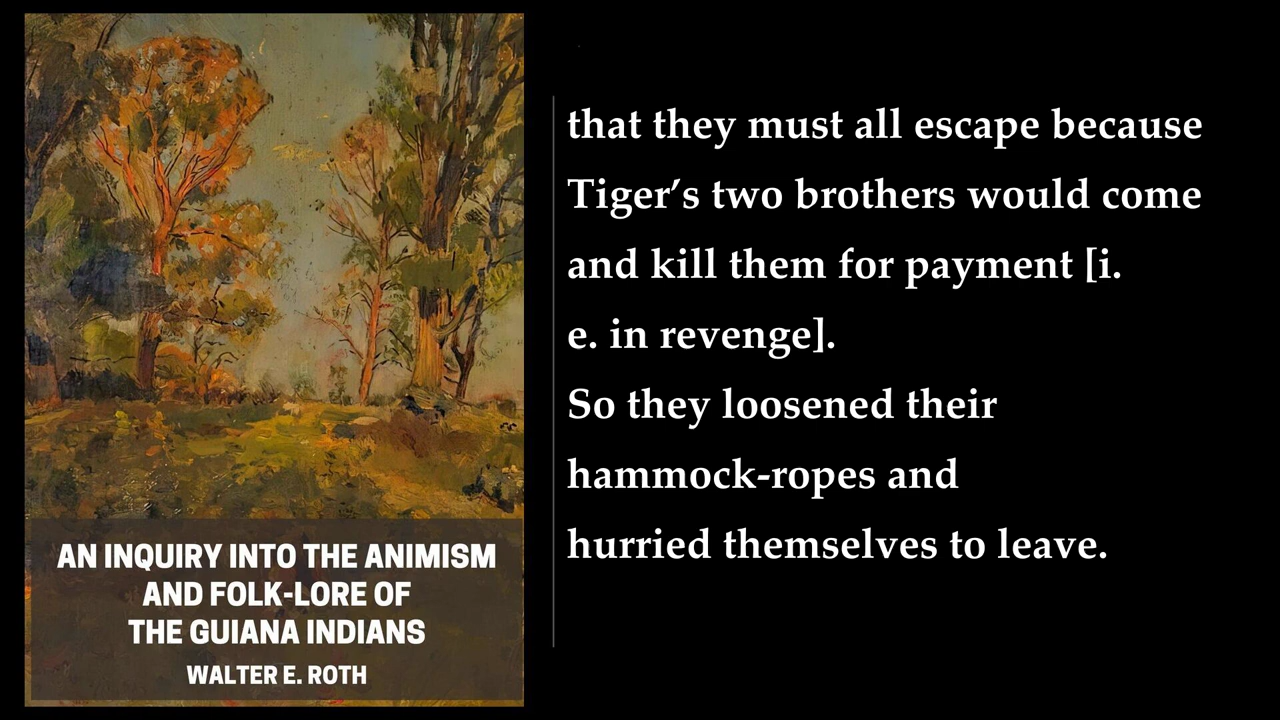 AN INQUIRY INTO THE ANIMISM
AND FOLK-LORE OF
THE GUIANA INDIANS
WALTER E. ROTH
that they must all escape because
Tiger’s two brothers would come
and kill them for payment [i.
e. in revenge].
So they loosened their
hammock-ropes and
hurried themselves to leave.